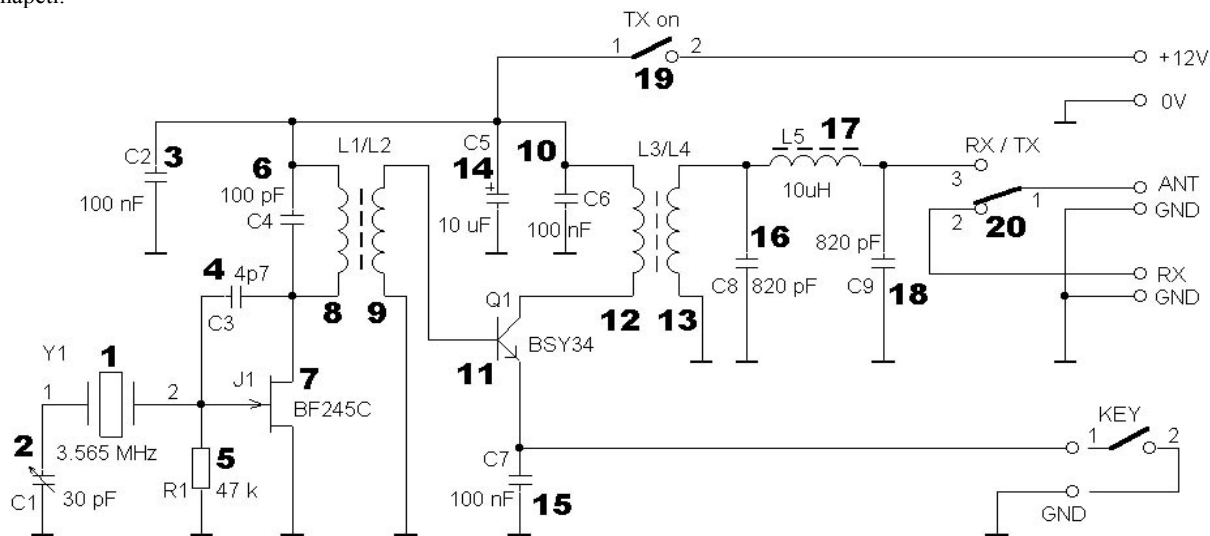 TX on
1 2
19
+12V
0V
C2 3
100 nF
6
100 pF
C4
L1/L2
C5
14
+
10 uF
10
C6
100 nF
L3/L4
L5 17
10uH
RX / TX
3
ANT
1
2 20
GND
4 4p7
C3
8 9
16
C8 820 pF
820 pF
C9 18
RX
GND
Q1
BSY34
11
12 13
Y1
1
1 2
J1 7
BF245C
2 3.565 MHz
C1 30 pF
5
R1 47 k
C7
100 nF 15
KEY
1 2
GND